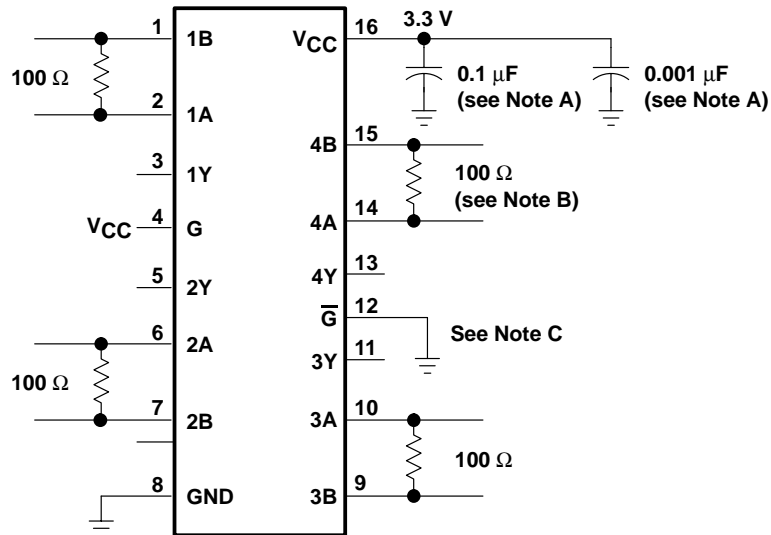 1
1B
100 Ω
2
1A
3
1Y
VCC
4
G
5
2Y
6
2A
100 Ω
7
2B
8
GND
VCC
16
3.3 V
0.1 μF
(see Note A)
0.001 μF
(see Note A)
4B
15
100 Ω
(see Note B)
4A
14
4Y
13
G̅
12
See Note C
3Y
11
3A
10
100 Ω
3B
9